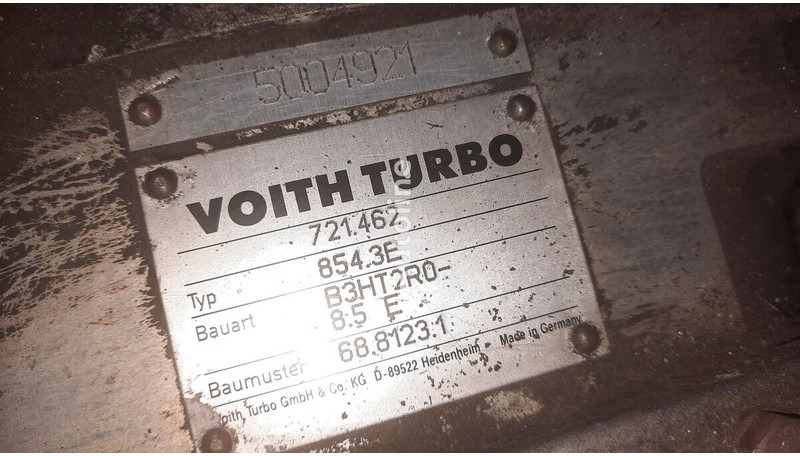 5004921
VOITH TURBO
721.462
Typ 854.3E
Bauart B3HT2R0-
8.5 E
Baumuster 68.8123.1
Voith Turbo GmbH & Co. KG D-89522 Heidenheim Made in Germany